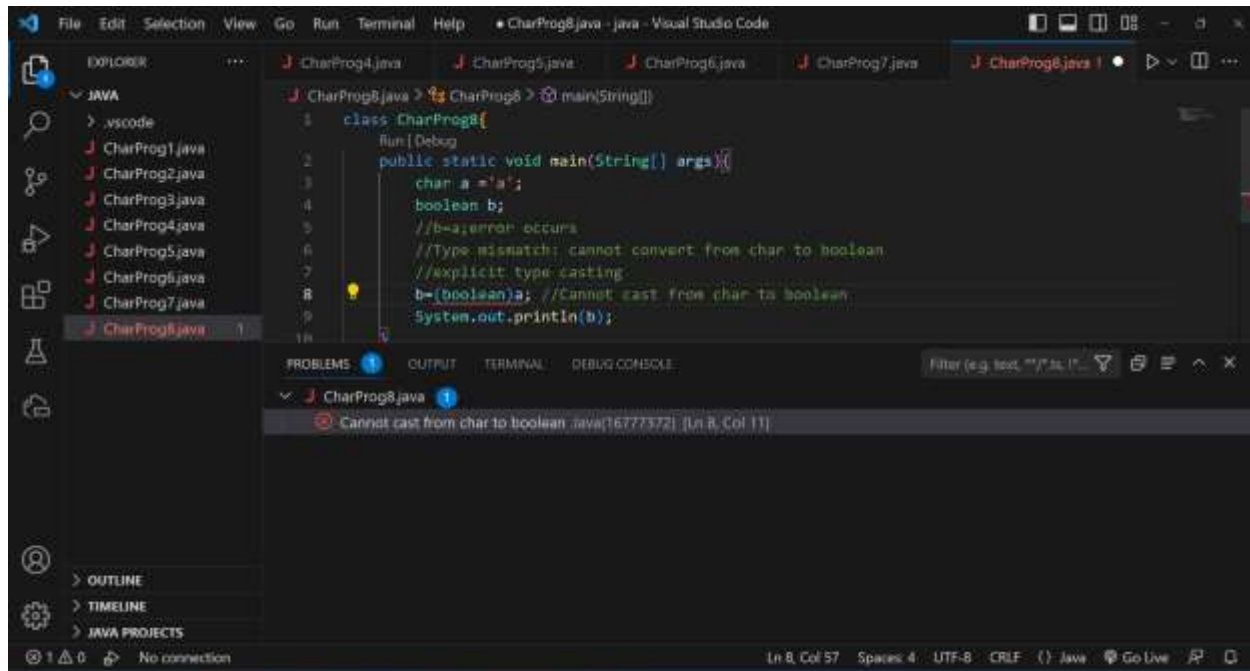 File Edit Selection View Go Run Terminal Help ● CharProg8.java - java - Visual Studio Code
EXPLORER ···
CharProg4.java CharProg5.java CharProg6.java CharProg7.java CharProg8.java 1 ●
JAVA
.vscode
CharProg1.java
CharProg2.java
CharProg3.java
CharProg4.java
CharProg5.java
CharProg6.java
CharProg7.java
CharProg8.java 1
OUTLINE
TIMELINE
JAVA PROJECTS
CharProg8.java > CharProg8 > main(String[])
1 class CharProg8{
Run | Debug
2 public static void main(String[] args){
3 char a ='a';
4 boolean b;
5 //b=a;error occurs
6 //Type mismatch: cannot convert from char to boolean
7 //explicit type casting
8 b=(boolean)a; //Cannot cast from char to boolean
9 System.out.println(b);
10 }
PROBLEMS 1 OUTPUT TERMINAL DEBUG CONSOLE
CharProg8.java 1
Cannot cast from char to boolean Java(16777372) [Ln 8, Col 11]
1 0 No connection Ln 8, Col 57 Spaces: 4 UTF-8 CRLF {} Java Go Live